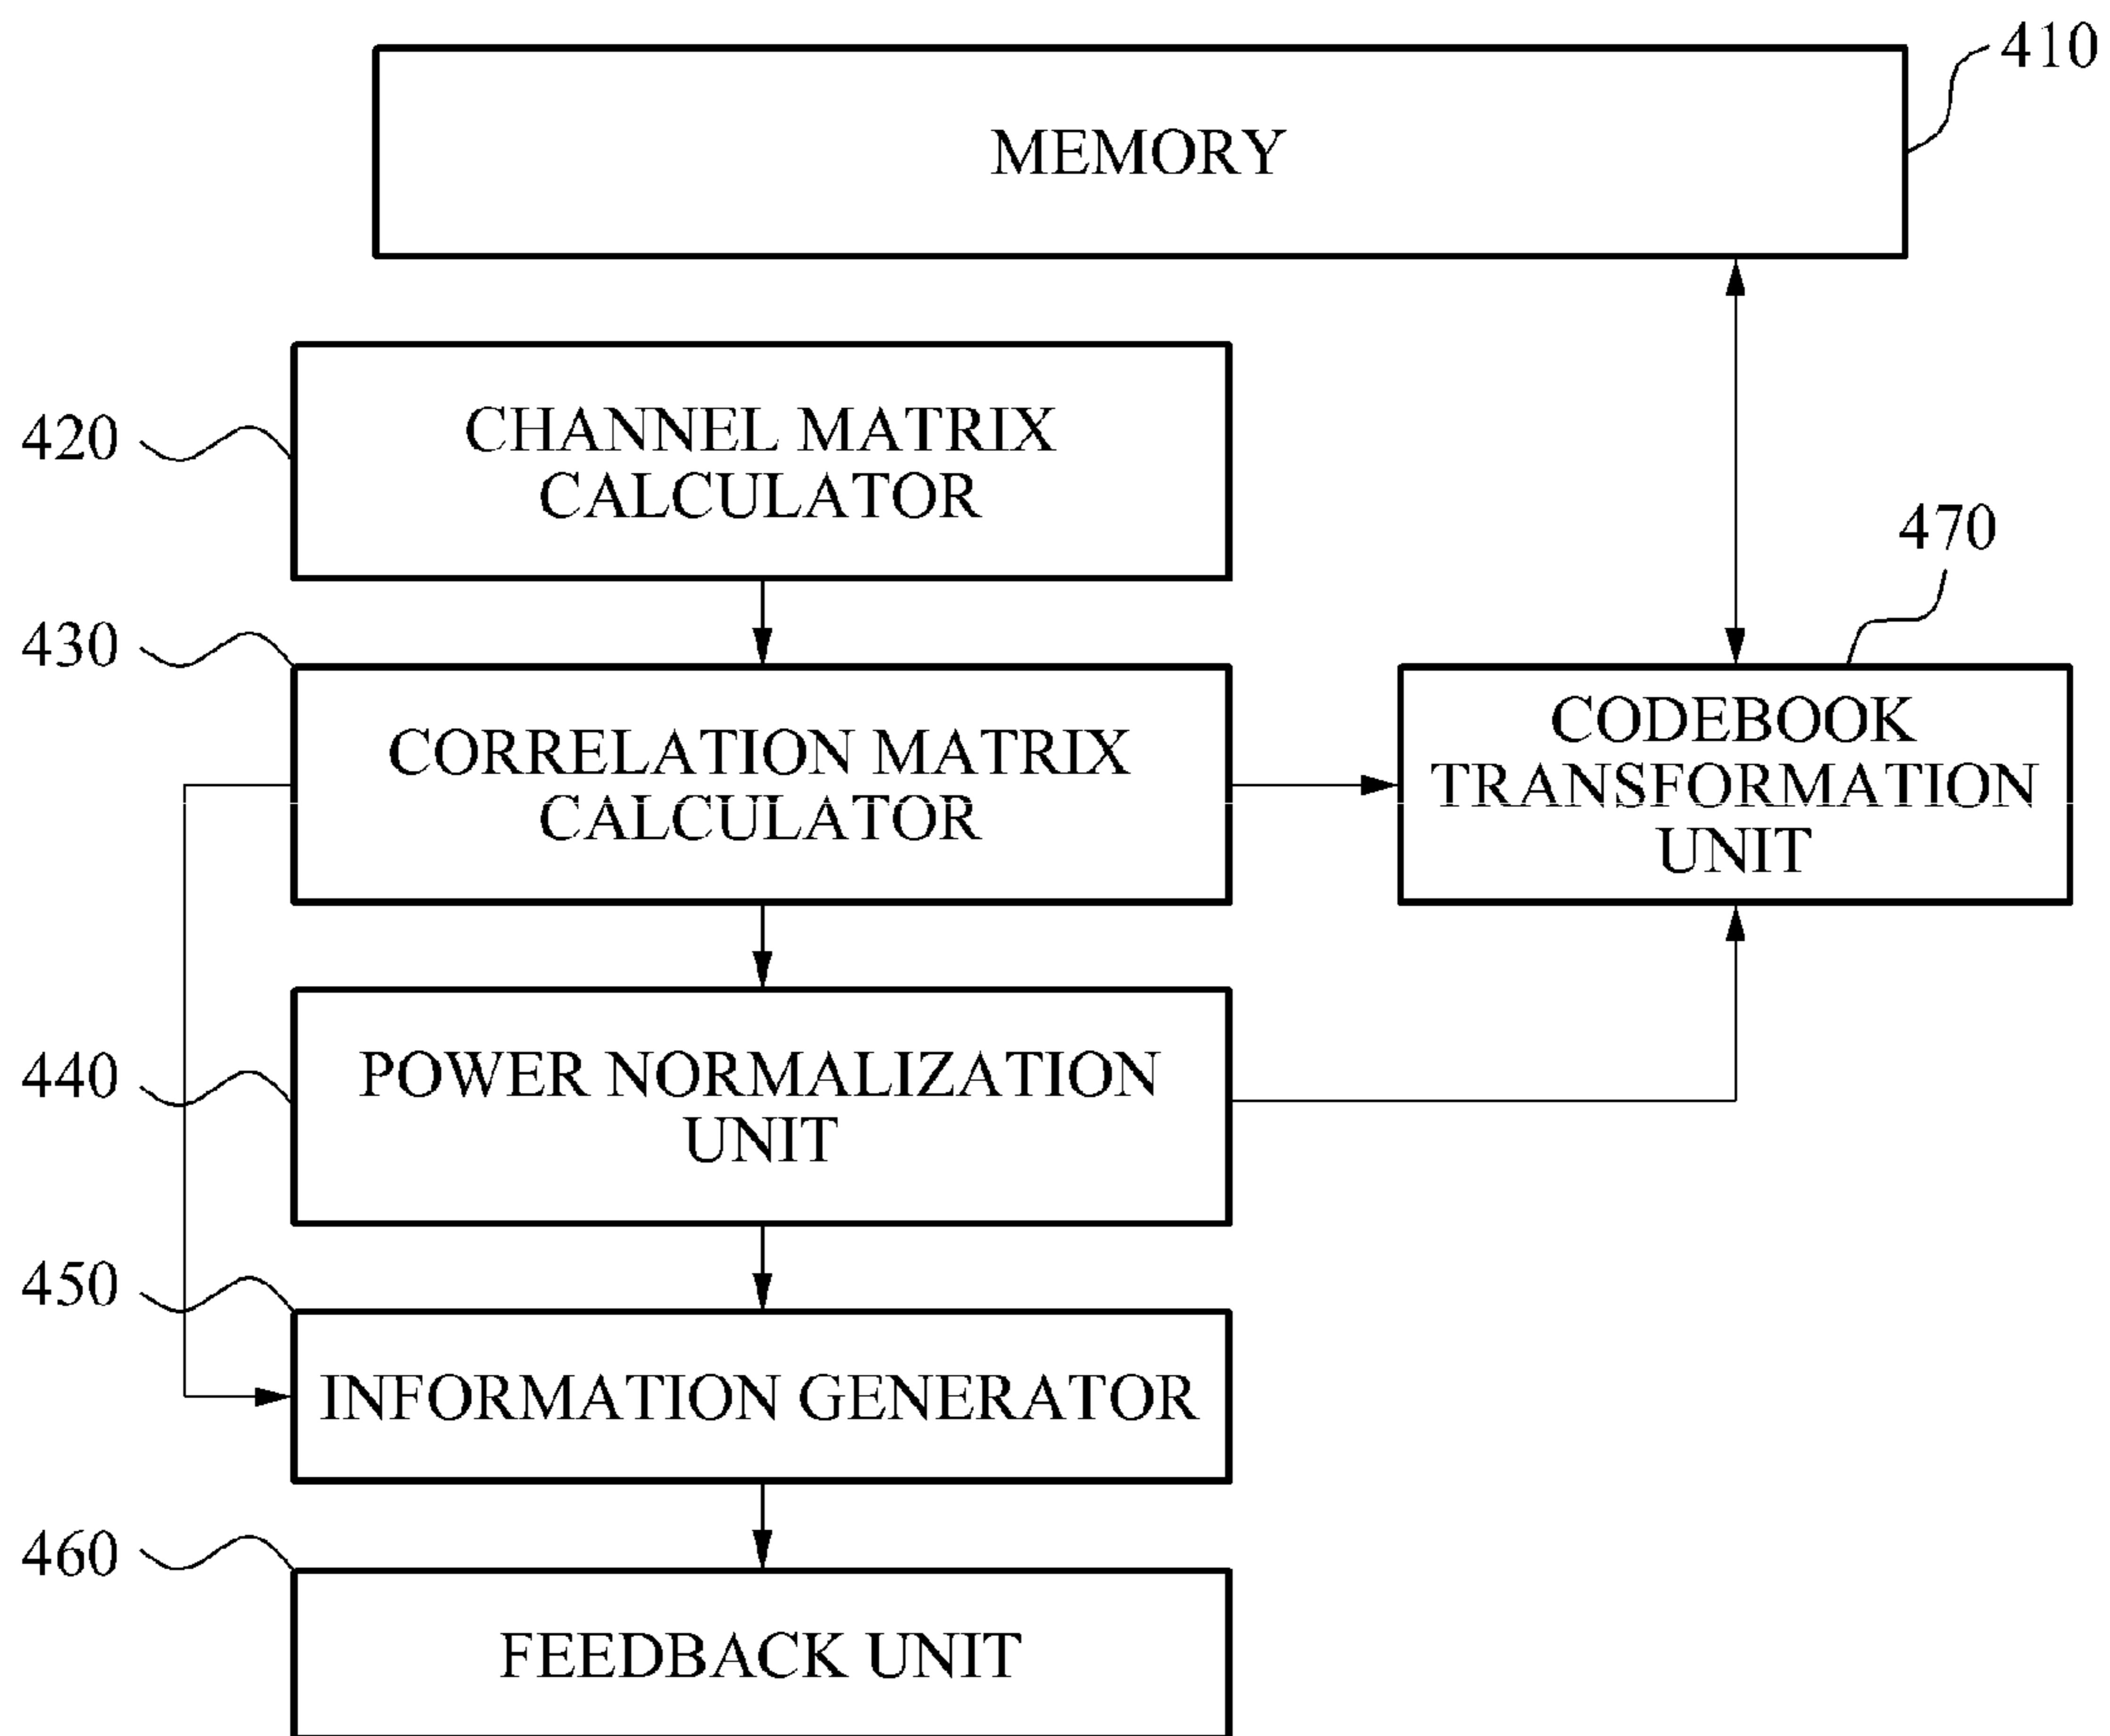 410
MEMORY
420
CHANNEL MATRIX
CALCULATOR
470
430
CORRELATION MATRIX
CALCULATOR
CODEBOOK
TRANSFORMATION
UNIT
440
POWER NORMALIZATION
UNIT
450
INFORMATION GENERATOR
460
FEEDBACK UNIT